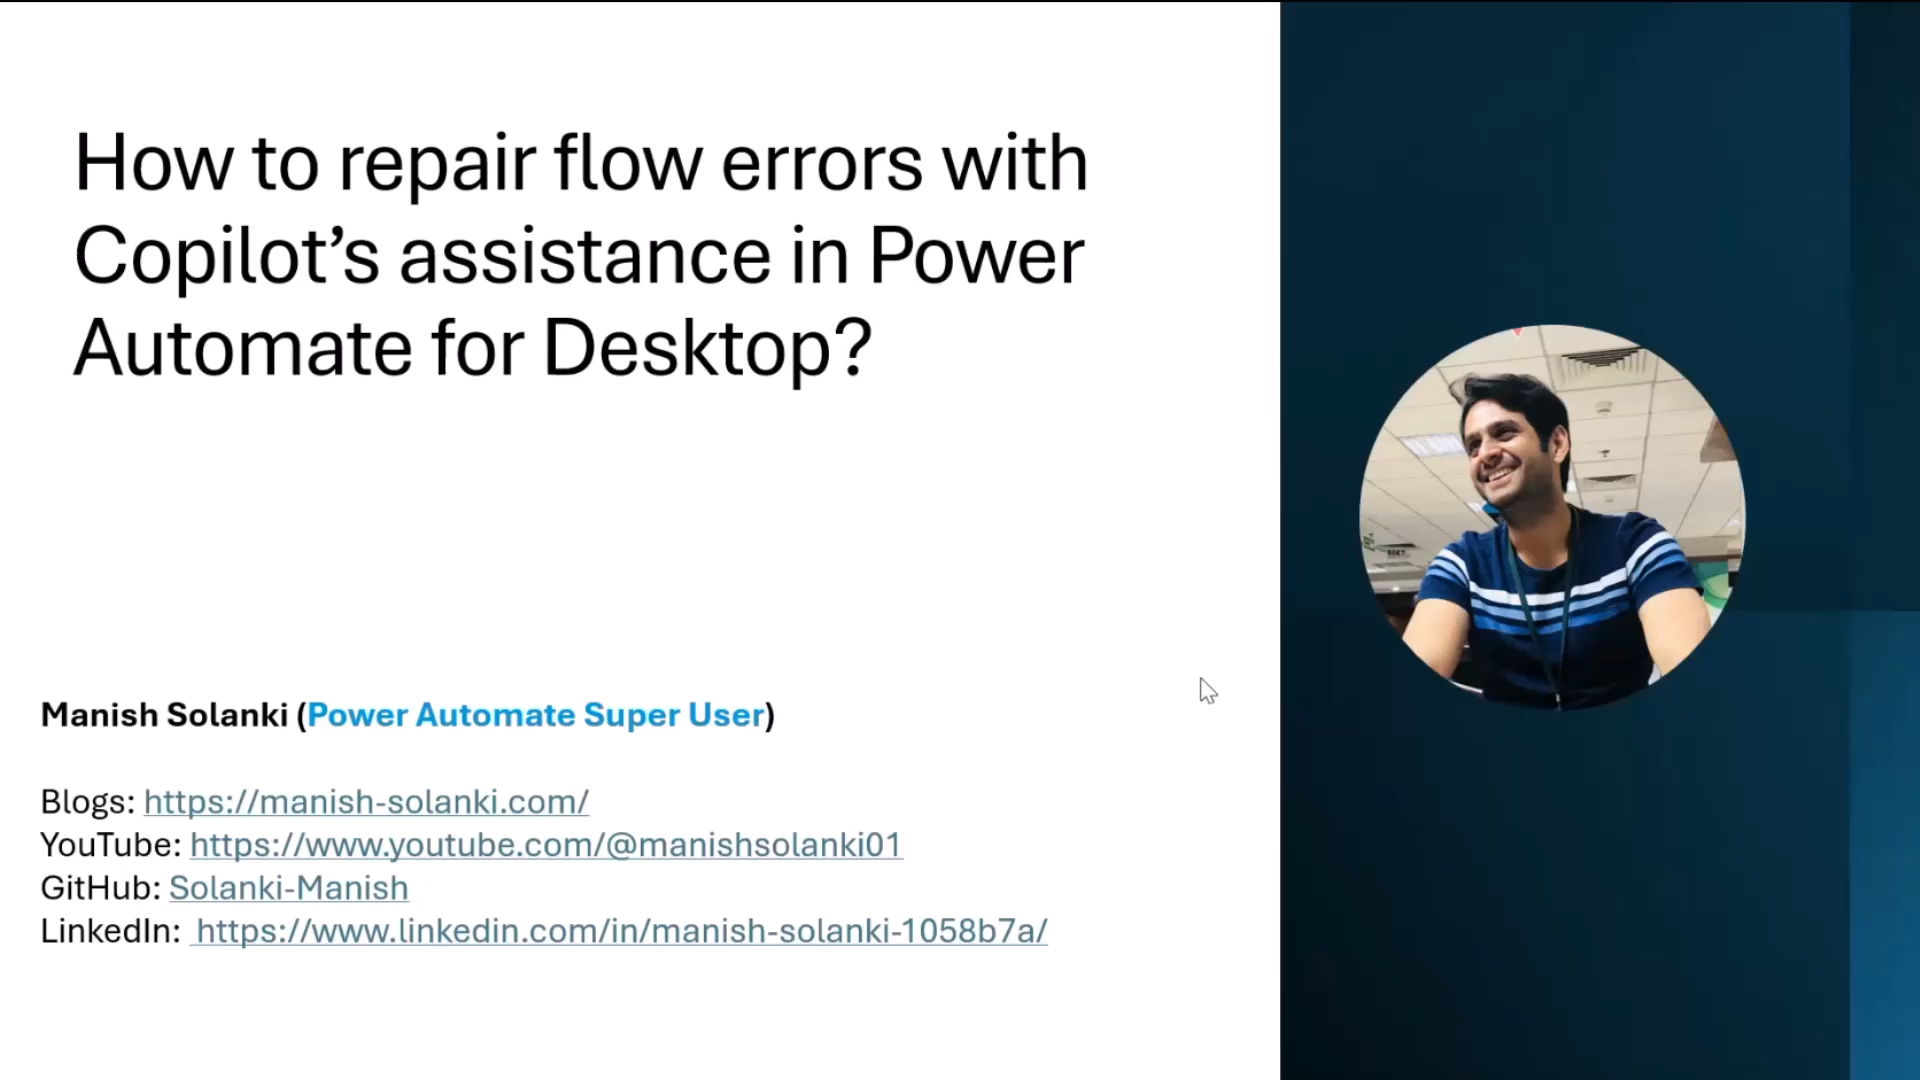 How to repair flow errors with
Copilot’s assistance in Power
Automate for Desktop?
Manish Solanki (Power Automate Super User)
Blogs: https://manish-solanki.com/
YouTube: https://www.youtube.com/@manishsolanki01
GitHub: Solanki-Manish
LinkedIn: https://www.linkedin.com/in/manish-solanki-1058b7a/